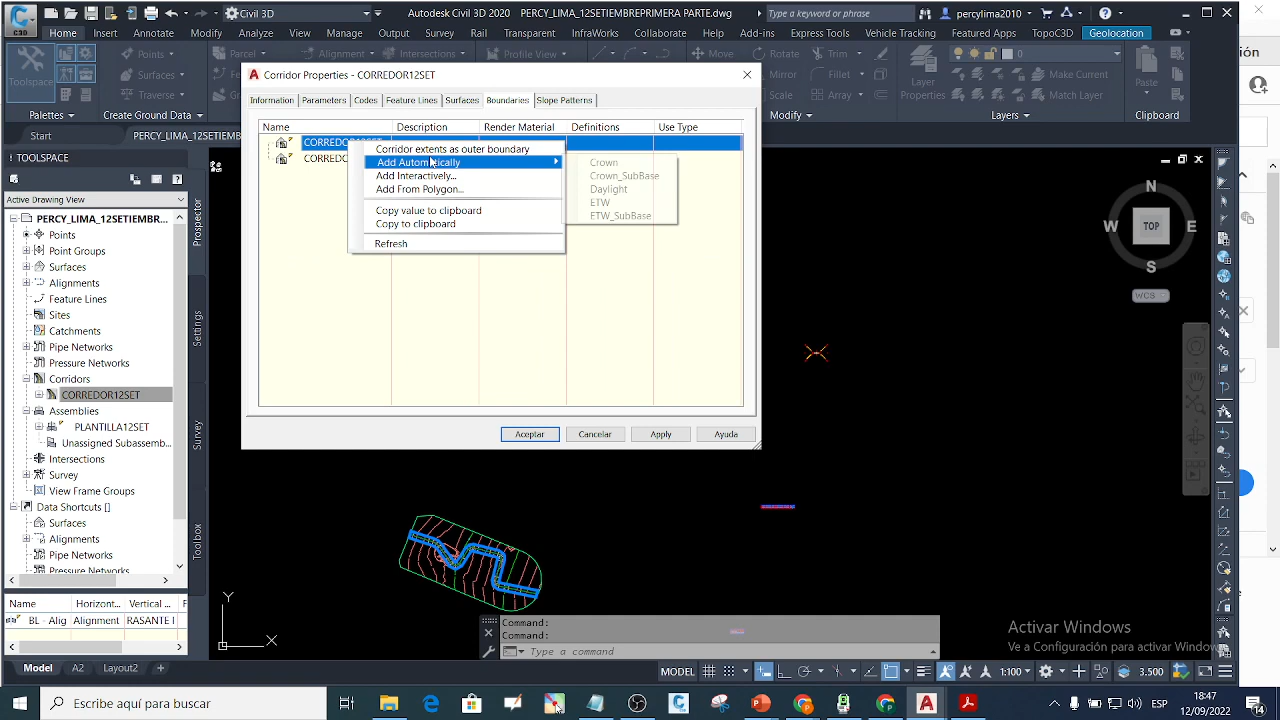 Civil 3D
Autodesk Civil 3D 2020 PERCY_LIMA_12SETIEMBREPRIMERA PARTE.dwg
Type a keyword or phrase
percylima2010
Home Insert Annotate Modify Analyze View Manage Output Survey Rail Transparent InfraWorks Collaborate Help Add-ins Express Tools Vehicle Tracking Featured Apps TopoC3D Geolocation
Points
Parcel
Alignment
Intersections
Profile View
Move
Rotate
Trim
0
Surfaces
Mirror
Fillet
Make Current
Toolspace
Traverse
Scale
Array
Layer Properties
Match Layer
Paste
Palettes
Modify
Layers
Clipboard
Start
PERCY_LIMA_12SETIEMB
ión
TOOLSPACE
Active Drawing View
PERCY_LIMA_12SETIEMBR...
Points
Point Groups
Surfaces
Alignments
Feature Lines
Sites
Catchments
Pipe Networks
Pressure Networks
Corridors
CORREDOR12SET
Assemblies
PLANTILLA12SET
Unassigned Subassemb...
Intersections
Survey
View Frame Groups
Data Shortcuts []
Surfaces
Alignments
Pipe Networks
Pressure Networks
Prospector
Settings
Survey
Toolbox
Name Horizont... Vertical ... F
BL - Alig Alignment RASANTE I
Corridor Properties - CORREDOR12SET
Information Parameters Codes Feature Lines Surfaces Boundaries Slope Patterns
Name Description Render Material Definitions Use Type
CORREDOR12SET
CORRED
Corridor extents as outer boundary
Add Automatically
Add Interactively...
Add From Polygon...
Copy value to clipboard
Copy to clipboard
Refresh
Crown
Crown_SubBase
Daylight
ETW
ETW_SubBase
Aceptar Cancelar Apply Ayuda
N
W TOP E
S
WCS
Y
X
Command:
Command:
Type a command
Activar Windows
Ve a Configuración para activar Windows.
Model A2 Layout2 +
MODEL
1:100
3.500
Escribe aquí para buscar
ESP
18:47
12/09/2022